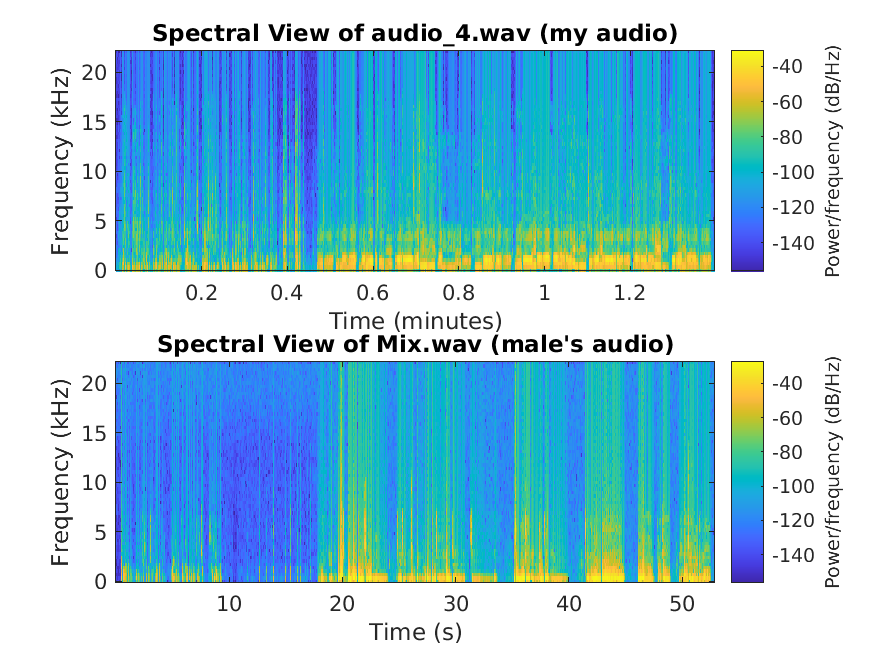 Spectral View of audio_4.wav (my audio)
Frequency (kHz)
20
15
10
5
0
0.2 0.4 0.6 0.8 1 1.2
Time (minutes)
-40
-60
-80
-100
-120
-140
Power/frequency (dB/Hz)
Spectral View of Mix.wav (male's audio)
Frequency (kHz)
20
15
10
5
0
10 20 30 40 50
Time (s)
-40
-60
-80
-100
-120
-140
Power/frequency (dB/Hz)